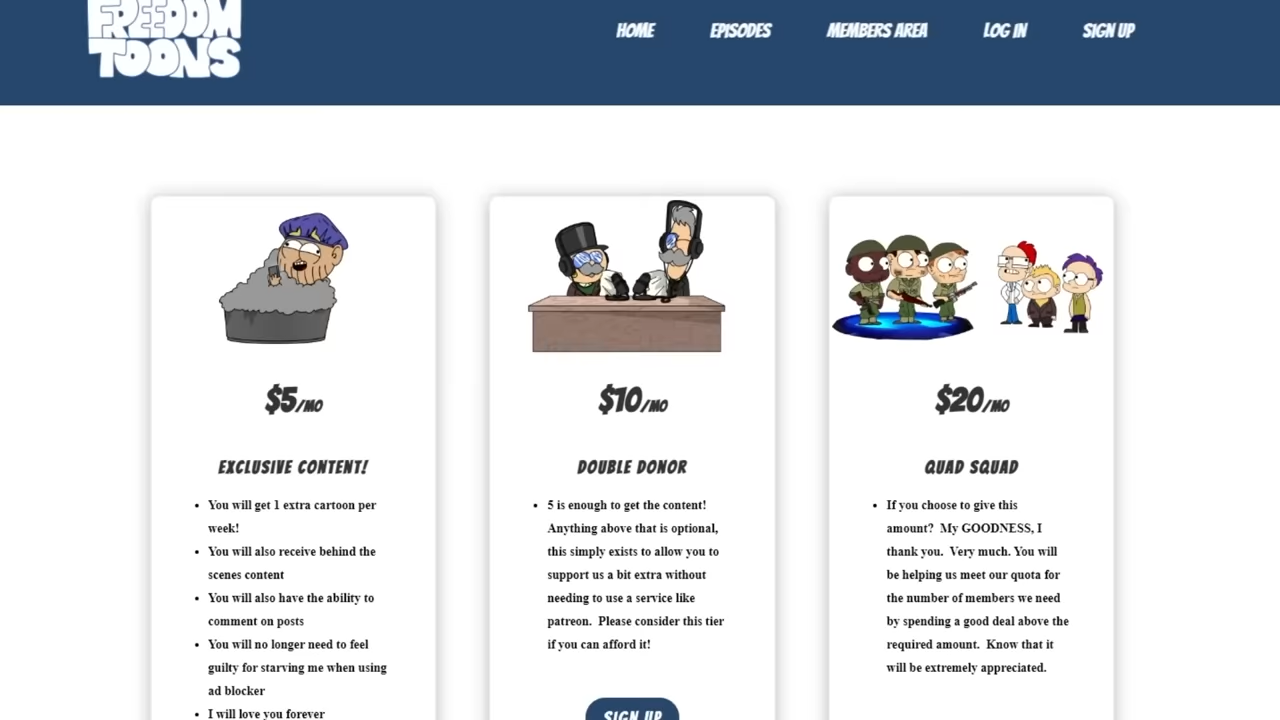 FREEDOM
TOONS
HOME
EPISODES
MEMBERS AREA
LOG IN
SIGN UP
$5/MO
EXCLUSIVE CONTENT!
• You will get 1 extra cartoon per
week!
• You will also receive behind the
scenes content
• You will also have the ability to
comment on posts
• You will no longer need to feel
guilty for starving me when using
ad blocker
• I will love you forever
$10/MO
DOUBLE DONOR
• 5 is enough to get the content!
Anything above that is optional,
this simply exists to allow you to
support us a bit extra without
needing to use a service like
patreon.  Please consider this tier
if you can afford it!
SIGN UP
$20/MO
QUAD SQUAD
• If you choose to give this
amount?  My GOODNESS, I
thank you.  Very much. You will
be helping us meet our quota for
the number of members we need
by spending a good deal above the
required amount.  Know that it
will be extremely appreciated.